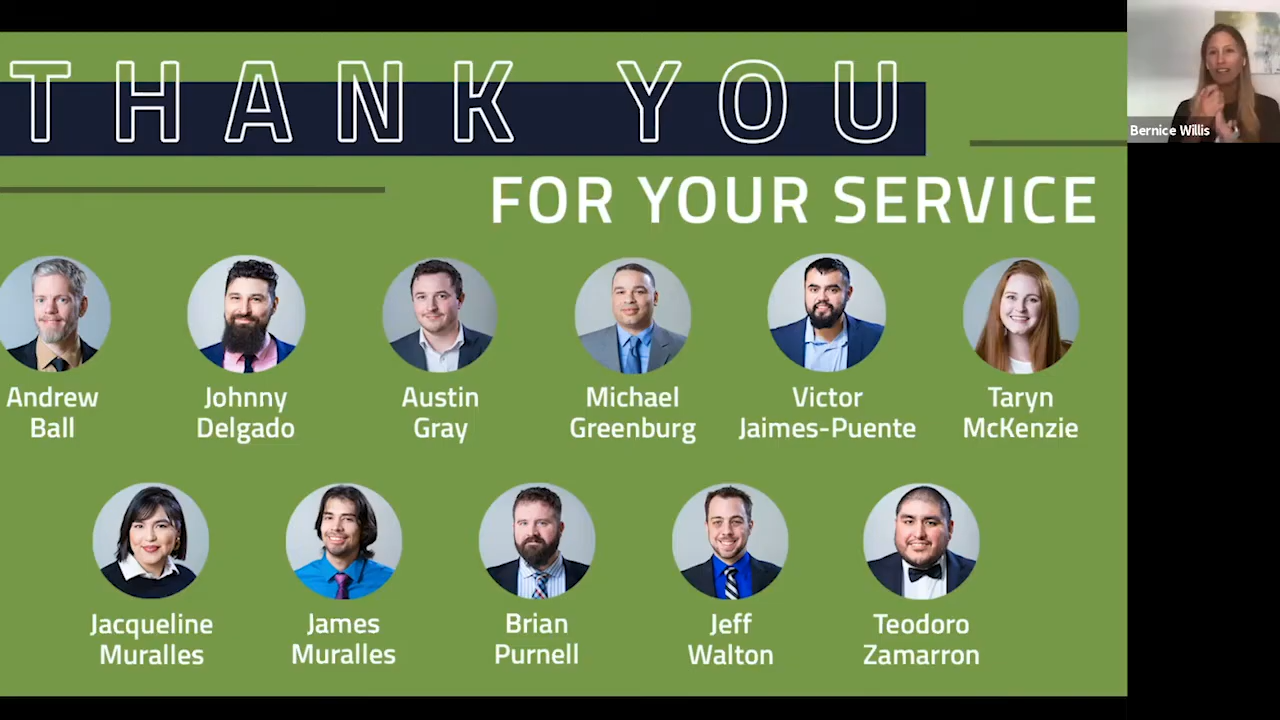 THANK YOU
Bernice Willis
FOR YOUR SERVICE
Andrew
Ball
Johnny
Delgado
Austin
Gray
Michael
Greenburg
Victor
Jaimes-Puente
Taryn
McKenzie
Jacqueline
Muralles
James
Muralles
Brian
Purnell
Jeff
Walton
Teodoro
Zamarron